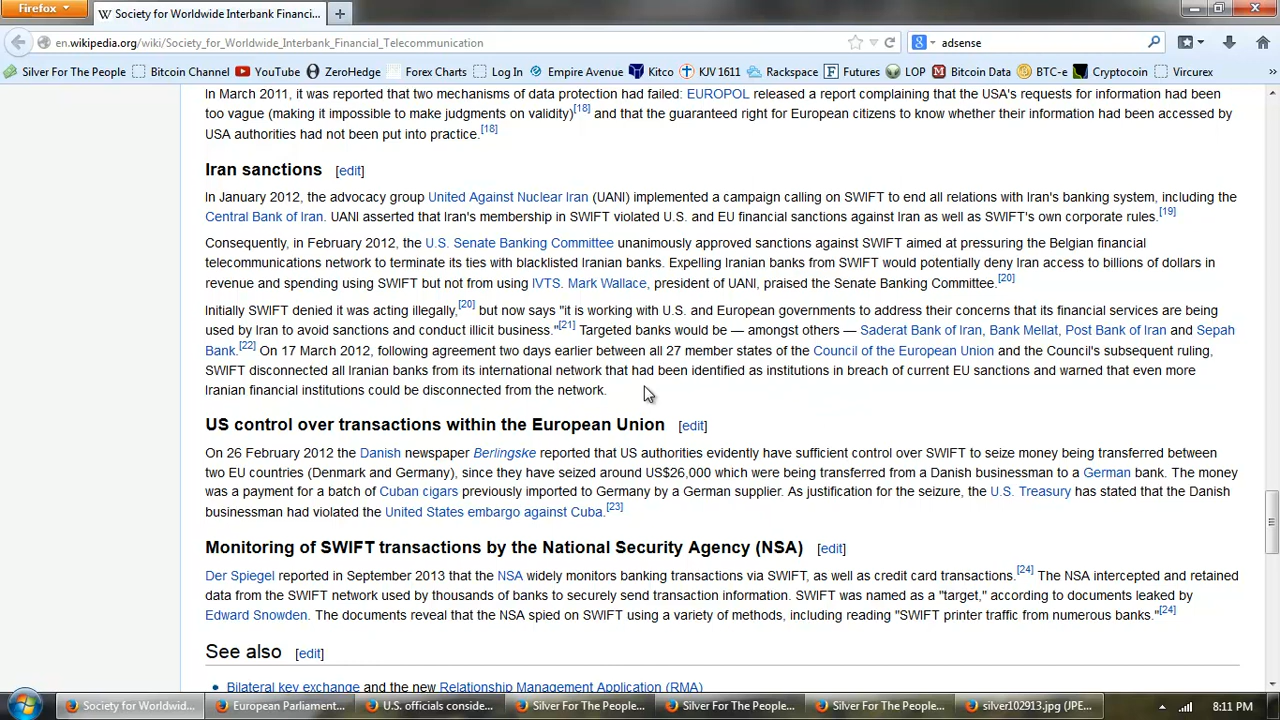 Firefox
Society for Worldwide Interbank Financi...
en.wikipedia.org/wiki/Society_for_Worldwide_Interbank_Financial_Telecommunication
adsense
Silver For The People Bitcoin Channel YouTube ZeroHedge Forex Charts Log In Empire Avenue Kitco KJV 1611 Rackspace Futures LOP Bitcoin Data BTC-e Cryptocoin Vircurex »
In March 2011, it was reported that two mechanisms of data protection had failed: EUROPOL released a report complaining that the USA's requests for information had been
too vague (making it impossible to make judgments on validity)[18] and that the guaranteed right for European citizens to know whether their information had been accessed by
USA authorities had not been put into practice.[18]
Iran sanctions [edit]
In January 2012, the advocacy group United Against Nuclear Iran (UANI) implemented a campaign calling on SWIFT to end all relations with Iran's banking system, including the
Central Bank of Iran. UANI asserted that Iran's membership in SWIFT violated U.S. and EU financial sanctions against Iran as well as SWIFT's own corporate rules.[19]
Consequently, in February 2012, the U.S. Senate Banking Committee unanimously approved sanctions against SWIFT aimed at pressuring the Belgian financial
telecommunications network to terminate its ties with blacklisted Iranian banks. Expelling Iranian banks from SWIFT would potentially deny Iran access to billions of dollars in
revenue and spending using SWIFT but not from using IVTS. Mark Wallace, president of UANI, praised the Senate Banking Committee.[20]
Initially SWIFT denied it was acting illegally,[20] but now says "it is working with U.S. and European governments to address their concerns that its financial services are being
used by Iran to avoid sanctions and conduct illicit business."[21] Targeted banks would be — amongst others — Saderat Bank of Iran, Bank Mellat, Post Bank of Iran and Sepah
Bank.[22] On 17 March 2012, following agreement two days earlier between all 27 member states of the Council of the European Union and the Council's subsequent ruling,
SWIFT disconnected all Iranian banks from its international network that had been identified as institutions in breach of current EU sanctions and warned that even more
Iranian financial institutions could be disconnected from the network.
US control over transactions within the European Union [edit]
On 26 February 2012 the Danish newspaper Berlingske reported that US authorities evidently have sufficient control over SWIFT to seize money being transferred between
two EU countries (Denmark and Germany), since they have seized around US$26,000 which were being transferred from a Danish businessman to a German bank. The money
was a payment for a batch of Cuban cigars previously imported to Germany by a German supplier. As justification for the seizure, the U.S. Treasury has stated that the Danish
businessman had violated the United States embargo against Cuba.[23]
Monitoring of SWIFT transactions by the National Security Agency (NSA) [edit]
Der Spiegel reported in September 2013 that the NSA widely monitors banking transactions via SWIFT, as well as credit card transactions.[24] The NSA intercepted and retained
data from the SWIFT network used by thousands of banks to securely send transaction information. SWIFT was named as a "target," according to documents leaked by
Edward Snowden. The documents reveal that the NSA spied on SWIFT using a variety of methods, including reading "SWIFT printer traffic from numerous banks."[24]
See also [edit]
Bilateral key exchange and the new Relationship Management Application (RMA)
Society for Worldwid... European Parliament... U.S. officials conside... Silver For The People... Silver For The People... Silver For The People... silver102913.jpg (JPE... 8:11 PM